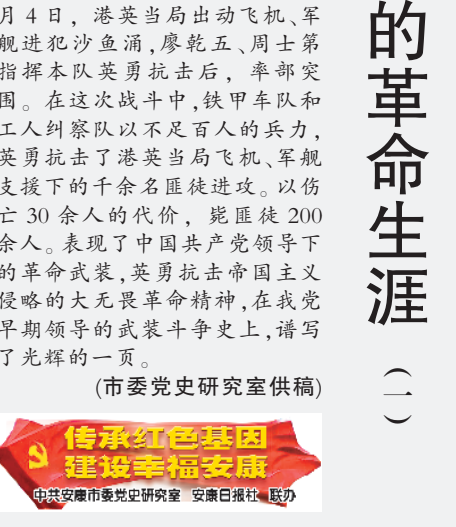 的革命生涯（一）
月4日，港英当局出动飞机、军
舰进犯沙鱼涌，廖乾五、周士第
指挥本队英勇抗击后，率部突
围。在这次战斗中，铁甲车队和
工人纠察队以不足百人的兵力，
英勇抗击了港英当局飞机、军舰
支援下的千余名匪徒进攻。以伤
亡30余人的代价，毙匪徒200
余人。表现了中国共产党领导下
的革命武装，英勇抗击帝国主义
侵略的大无畏革命精神，在我党
早期领导的武装斗争史上，谱写
了光辉的一页。
(市委党史研究室供稿)
传承红色基因
建设幸福安康
中共安康市委党史研究室 安康日报社 联办